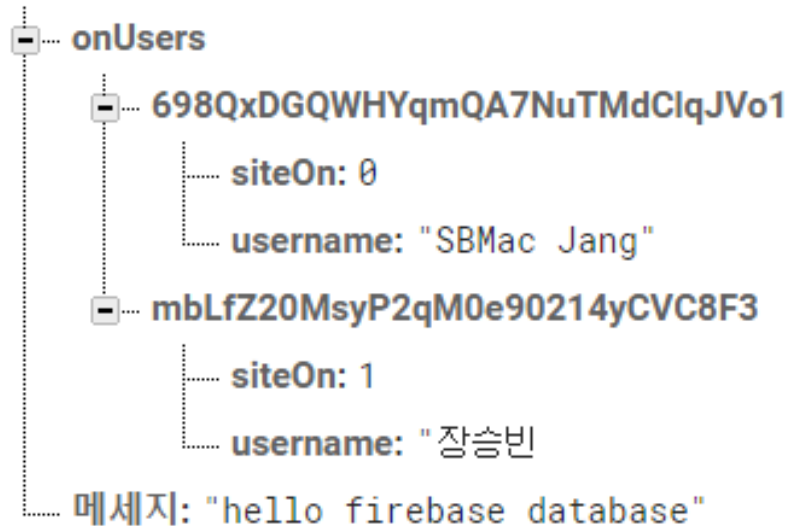 onUsers
698QxDGQWHYqmQA7NuTMdClqJVo1
siteOn: 0
username: "SBMac Jang"
mbLfZ20MsyP2qM0e90214yCVC8F3
siteOn: 1
username: "장승빈
메세지: "hello firebase database"